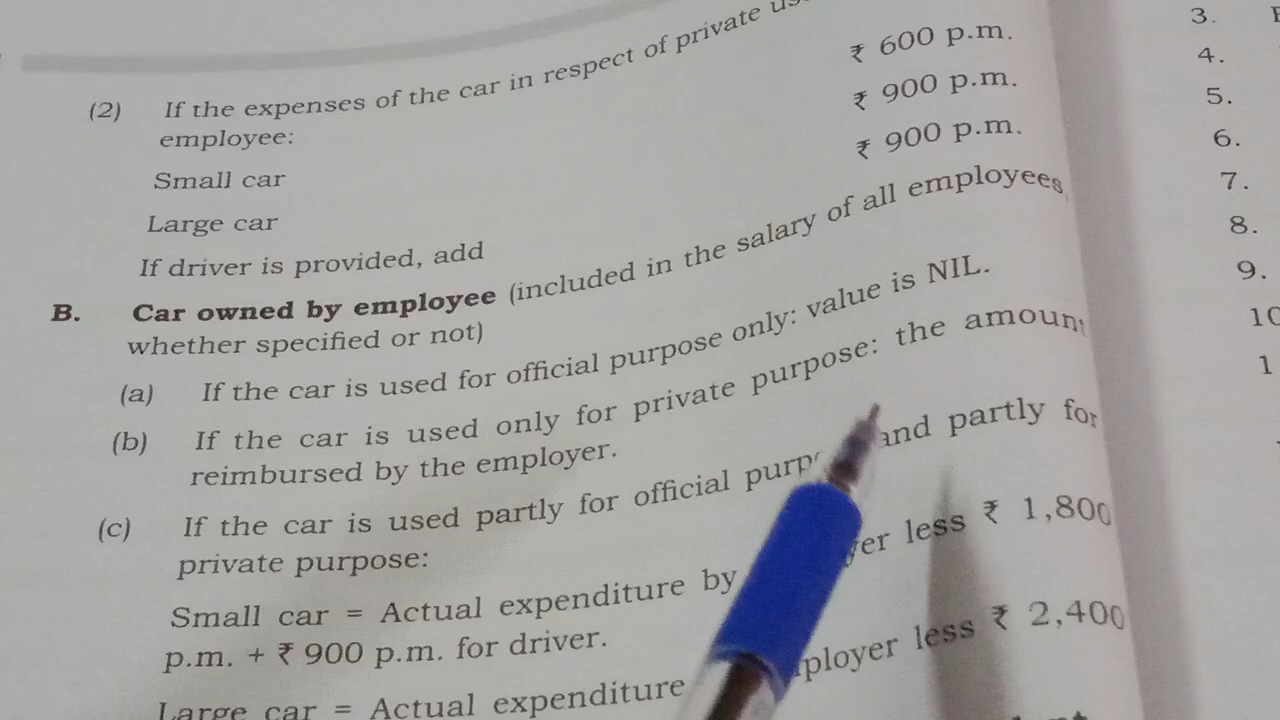 (2) If the expenses of the car in respect of private
employee:
Small car ₹ 600 p.m.
Large car ₹ 900 p.m.
If driver is provided, add ₹ 900 p.m.
B. Car owned by employee (included in the salary of all employees,
whether specified or not)
(a) If the car is used for official purpose only: value is NIL.
(b) If the car is used only for private purpose: the amount
reimbursed by the employer.
(c) If the car is used partly for official and partly for
private purpose:
Small car = Actual expenditure by less ₹ 1,800
p.m. + ₹ 900 p.m. for driver.
Large car = Actual expenditure less ₹ 2,400
3.
4.
5.
6.
7.
8.
9.